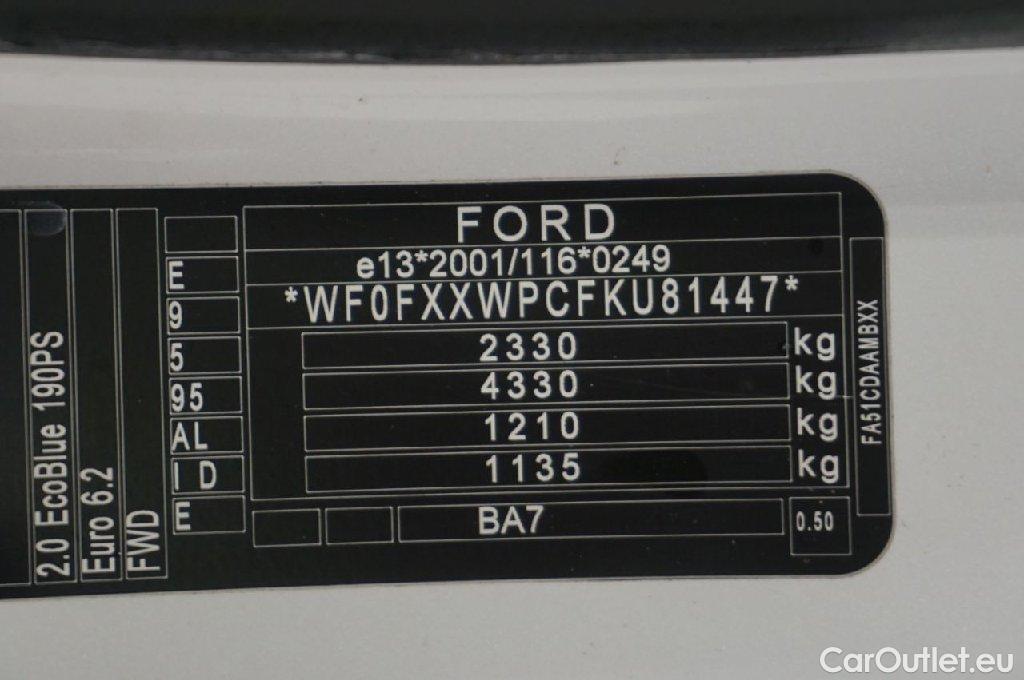 FORD
e13*2001/116*0249
*WF0FXXWPCFKU81447*
2330 kg
4330 kg
1210 kg
1135 kg
BA7
0.50
FA51CDAAMBXX
E
9
5
95
AL
I D
E
FWD
Euro 6.2
2.0 EcoBlue 190PS
CarOutlet.eu